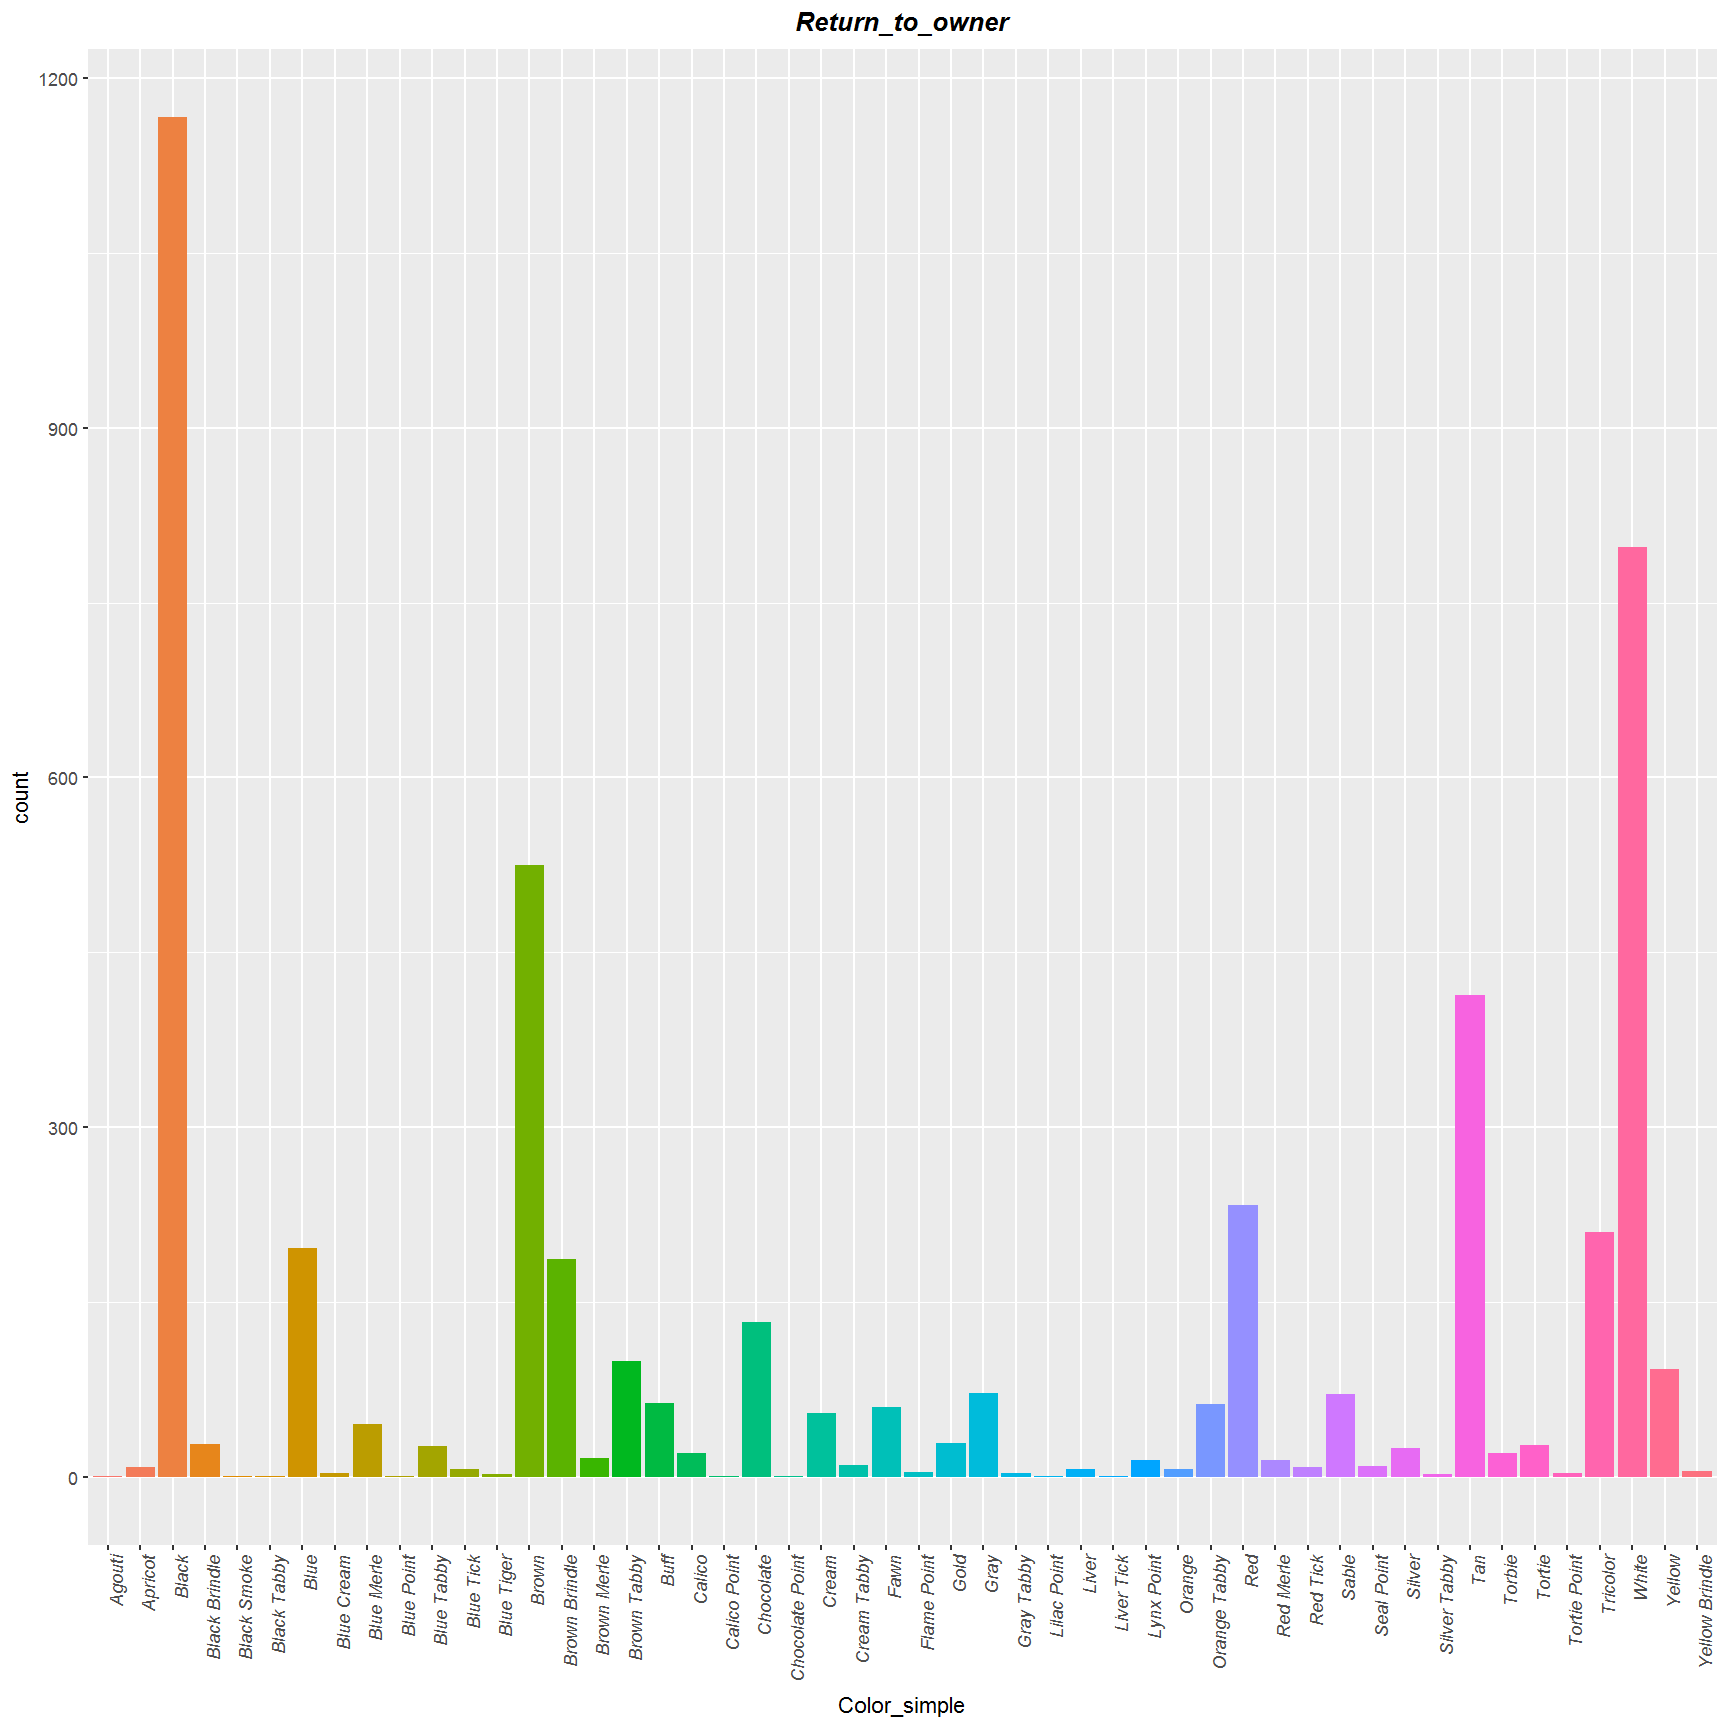 Return_to_owner
1200
900
600
300
0
count
Agouti
Apricot
Black
Black Brindle
Black Smoke
Black Tabby
Blue
Blue Cream
Blue Merle
Blue Point
Blue Tabby
Blue Tick
Blue Tiger
Brown
Brown Brindle
Brown Merle
Brown Tabby
Buff
Calico
Calico Point
Chocolate
Chocolate Point
Cream
Cream Tabby
Fawn
Flame Point
Gold
Gray
Gray Tabby
Lilac Point
Liver
Liver Tick
Lynx Point
Orange
Orange Tabby
Red
Red Merle
Red Tick
Sable
Seal Point
Silver
Silver Tabby
Tan
Torbie
Tortie
Tortie Point
Tricolor
White
Yellow
Yellow Brindle
Color_simple